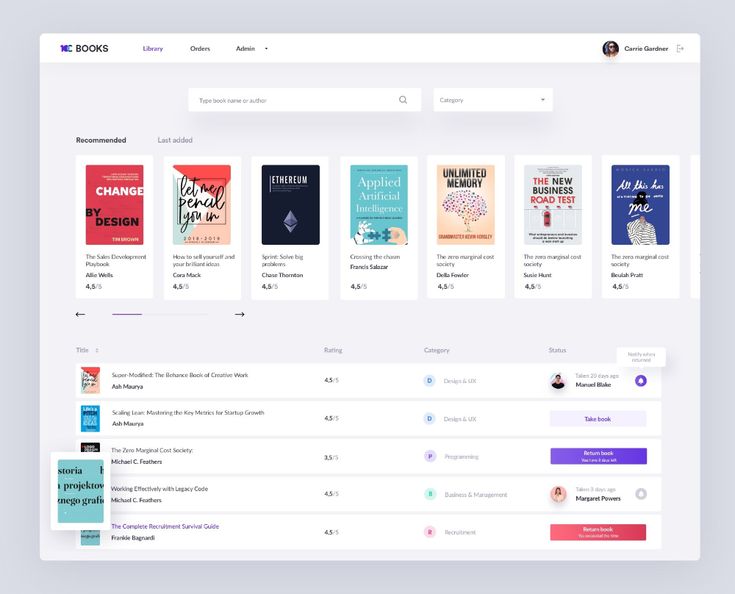 BOOKS
Library
Orders
Admin
Carrie Gardner
Type book name or author
Category
Recommended
Last added
CHANGE
BY
DESIGN
TIM BROWN
let me
pencil
you in
2018-2019
ETHEREUM
Applied
Artificial
Intelligence
UNLIMITED
MEMORY
GRANDMASTER KEVIN HORSLEY
THE NEW
BUSINESS
ROAD TEST
All this has
me
The Sales Development
Playbook
Allie Wells
4,5/5
How to sell yourself and
your brilliant ideas
Cora Mack
4,5/5
Sprint: Solve big
problems
Chase Thornton
4,5/5
Crossing the chasm
Francis Salazar
4,5/5
The zero marginal cost
society
Della Fowler
4,5/5
The zero marginal cost
society
Susie Hunt
4,5/5
The zero marginal cost
society
Beulah Pratt
4,5/5
Title
Rating
Category
Status
Notify when
returned
Super-Modified: The Behance Book of Creative Work
Ash Maurya
4,5/5
D
Design & UX
Taken 20 days ago
Manuel Blake
Scaling Lean: Mastering the Key Metrics for Startup Growth
Ash Maurya
4,5/5
D
Design & UX
Take book
The Zero Marginal Cost Society:
Michael C. Feathers
3,5/5
P
Programming
Return book
You have 8 days left
Working Effectively with Legacy Code
Michael C. Feathers
4,5/5
B
Business & Management
Taken 3 days ago
Margaret Powers
The Complete Recruitment Survival Guide
Frankie Bagnardi
4,5/5
R
Recruitment
Return book
storia h
projektow
znego grafic